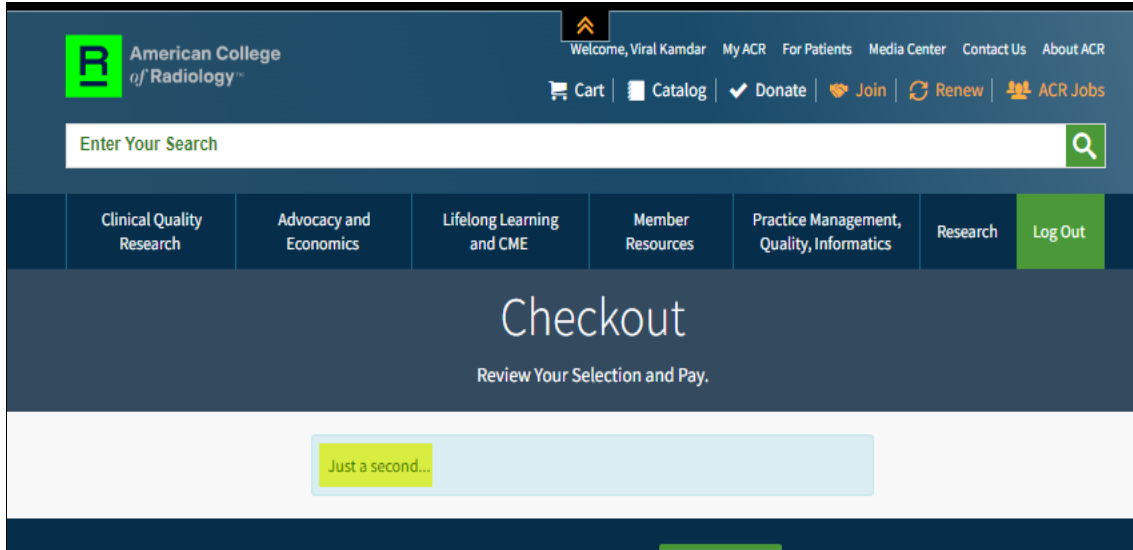 American College
of Radiology™
Welcome, Viral Kamdar My ACR For Patients Media Center Contact Us About ACR
Cart Catalog Donate Join Renew ACR Jobs
Enter Your Search
Clinical Quality
Research
Advocacy and
Economics
Lifelong Learning
and CME
Member
Resources
Practice Management,
Quality, Informatics
Research
Log Out
Checkout
Review Your Selection and Pay.
Just a second...